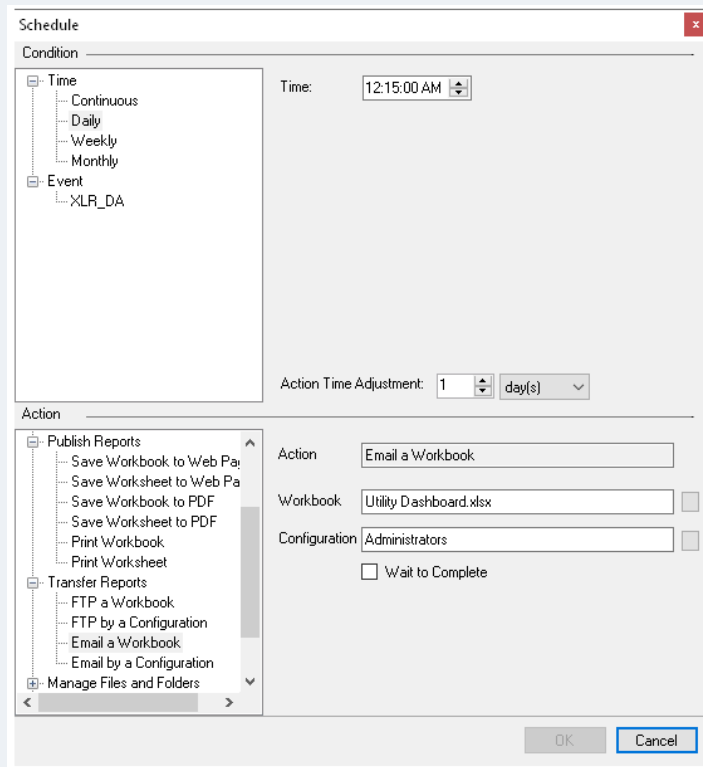 Schedule
x
Condition
Time
Continuous
Daily
Weekly
Monthly
Event
XLR_DA
Time:
12:15:00 AM
Action Time Adjustment:
1
day(s)
Action
Publish Reports
Save Workbook to Web Pa
Save Worksheet to Web Pa
Save Workbook to PDF
Save Worksheet to PDF
Print Workbook
Print Worksheet
Transfer Reports
FTP a Workbook
FTP by a Configuration
Email a Workbook
Email by a Configuration
Manage Files and Folders
Action
Email a Workbook
Workbook
Utility Dashboard.xlsx
Configuration
Administrators
Wait to Complete
OK
Cancel